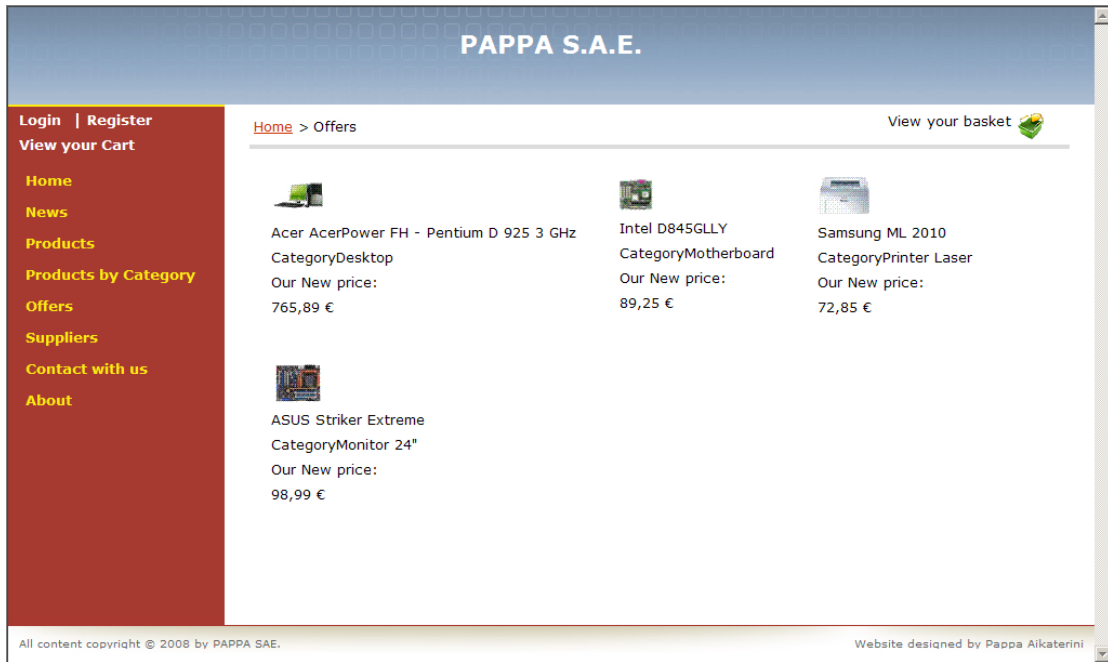 PAPPA S.A.E.
Login | Register
View your Cart
Home
News
Products
Products by Category
Offers
Suppliers
Contact with us
About
Home > Offers
View your basket
Acer AcerPower FH - Pentium D 925 3 GHz
CategoryDesktop
Our New price:
765,89 €
Intel D845GLLY
CategoryMotherboard
Our New price:
89,25 €
Samsung ML 2010
CategoryPrinter Laser
Our New price:
72,85 €
ASUS Striker Extreme
CategoryMonitor 24"
Our New price:
98,99 €
All content copyright © 2008 by PAPPA SAE.
Website designed by Pappa Aikaterini